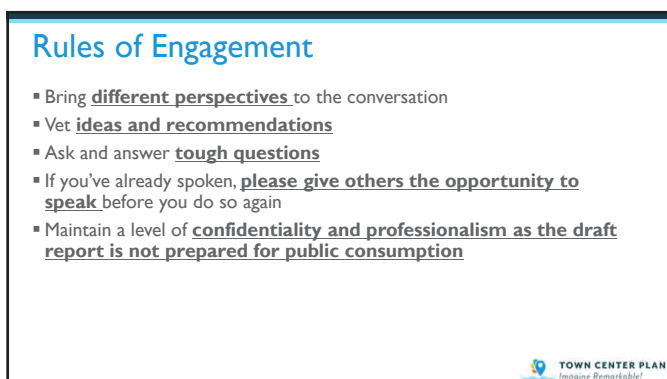 Rules of Engagement
▪ Bring different perspectives to the conversation
▪ Vet ideas and recommendations
▪ Ask and answer tough questions
▪ If you’ve already spoken, please give others the opportunity to
speak before you do so again
▪ Maintain a level of confidentiality and professionalism as the draft
report is not prepared for public consumption
TOWN CENTER PLAN
Imagine Remarkable!